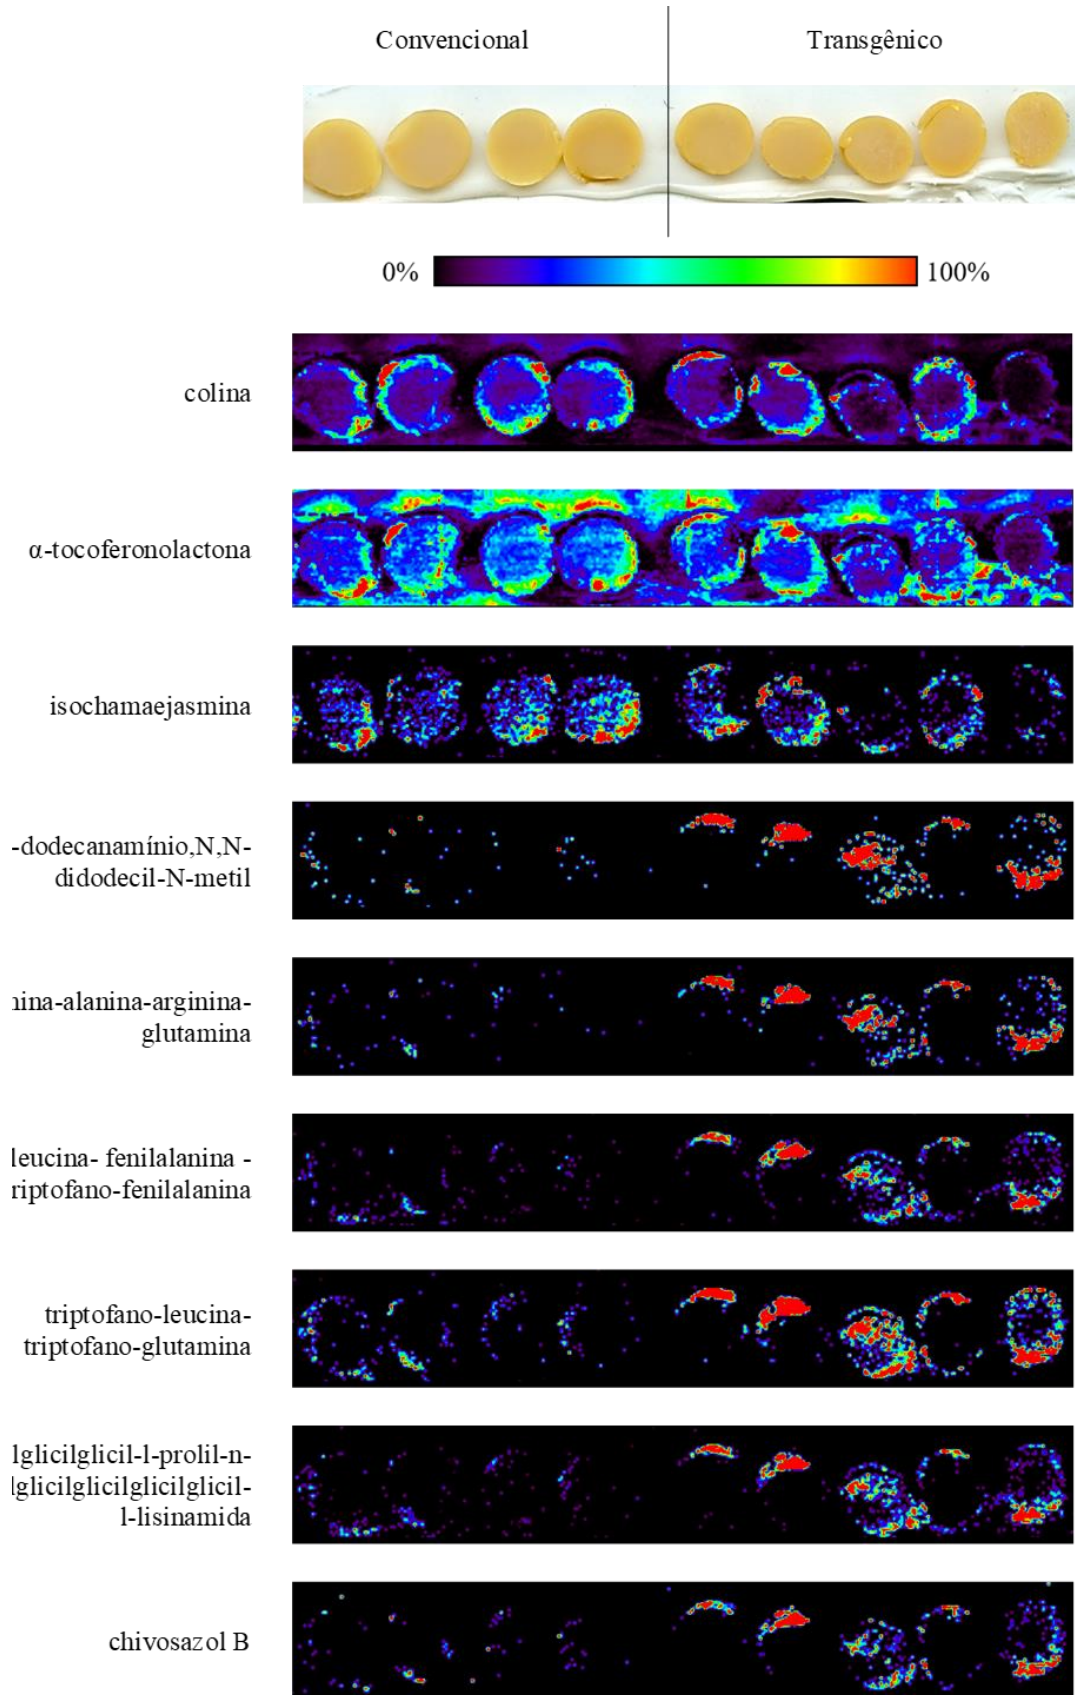 Convencional
Transgênico
0%
100%
colina
α-tocoferonolactona
isochamaejasmina
-dodecanamínio,N,N-
didodecil-N-metil
nina-alanina-arginina-
glutamina
leucina- fenilalanina -
riptofano-fenilalanina
triptofano-leucina-
triptofano-glutamina
lglicilglicil-l-prolil-n-
lglicilglicilglicilglicil-
l-lisinamida
chivosazol B